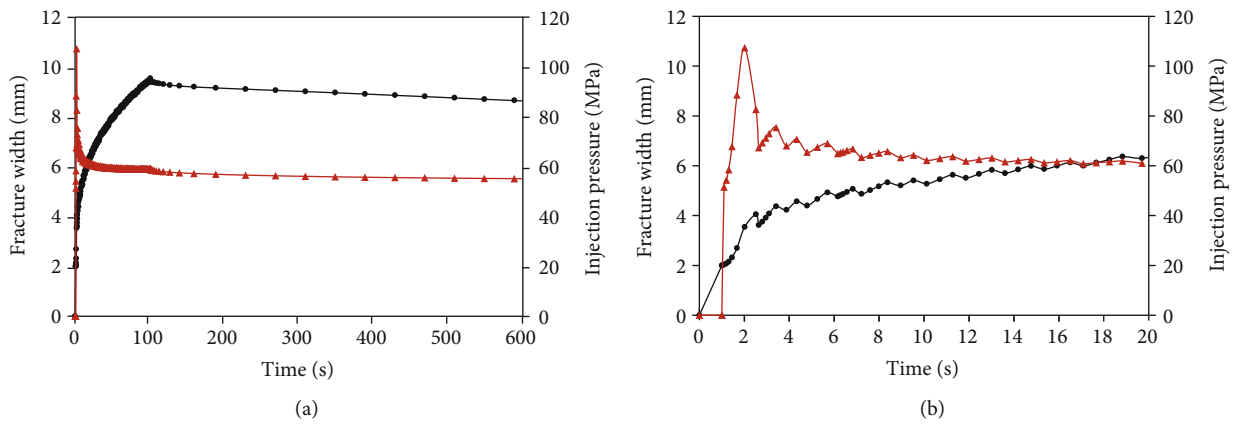 Fracture width (mm)
12
10
8
6
4
2
0
120
100
80
60
40
20
0
Injection pressure (MPa)
0 100 200 300 400 500 600
Time (s)
(a)
Fracture width (mm)
12
10
8
6
4
2
0
120
100
80
60
40
20
0
Injection pressure (MPa)
0 2 4 6 8 10 12 14 16 18 20
Time (s)
(b)